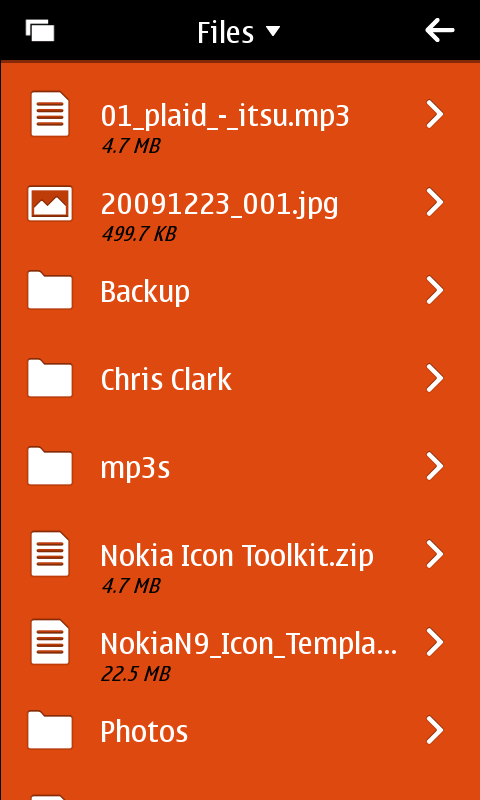 Files
01_plaid_-_itsu.mp3
4.7 MB
20091223_001.jpg
499.7 KB
Backup
Chris Clark
mp3s
Nokia Icon Toolkit.zip
4.7 MB
NokiaN9_Icon_Templa...
22.5 MB
Photos